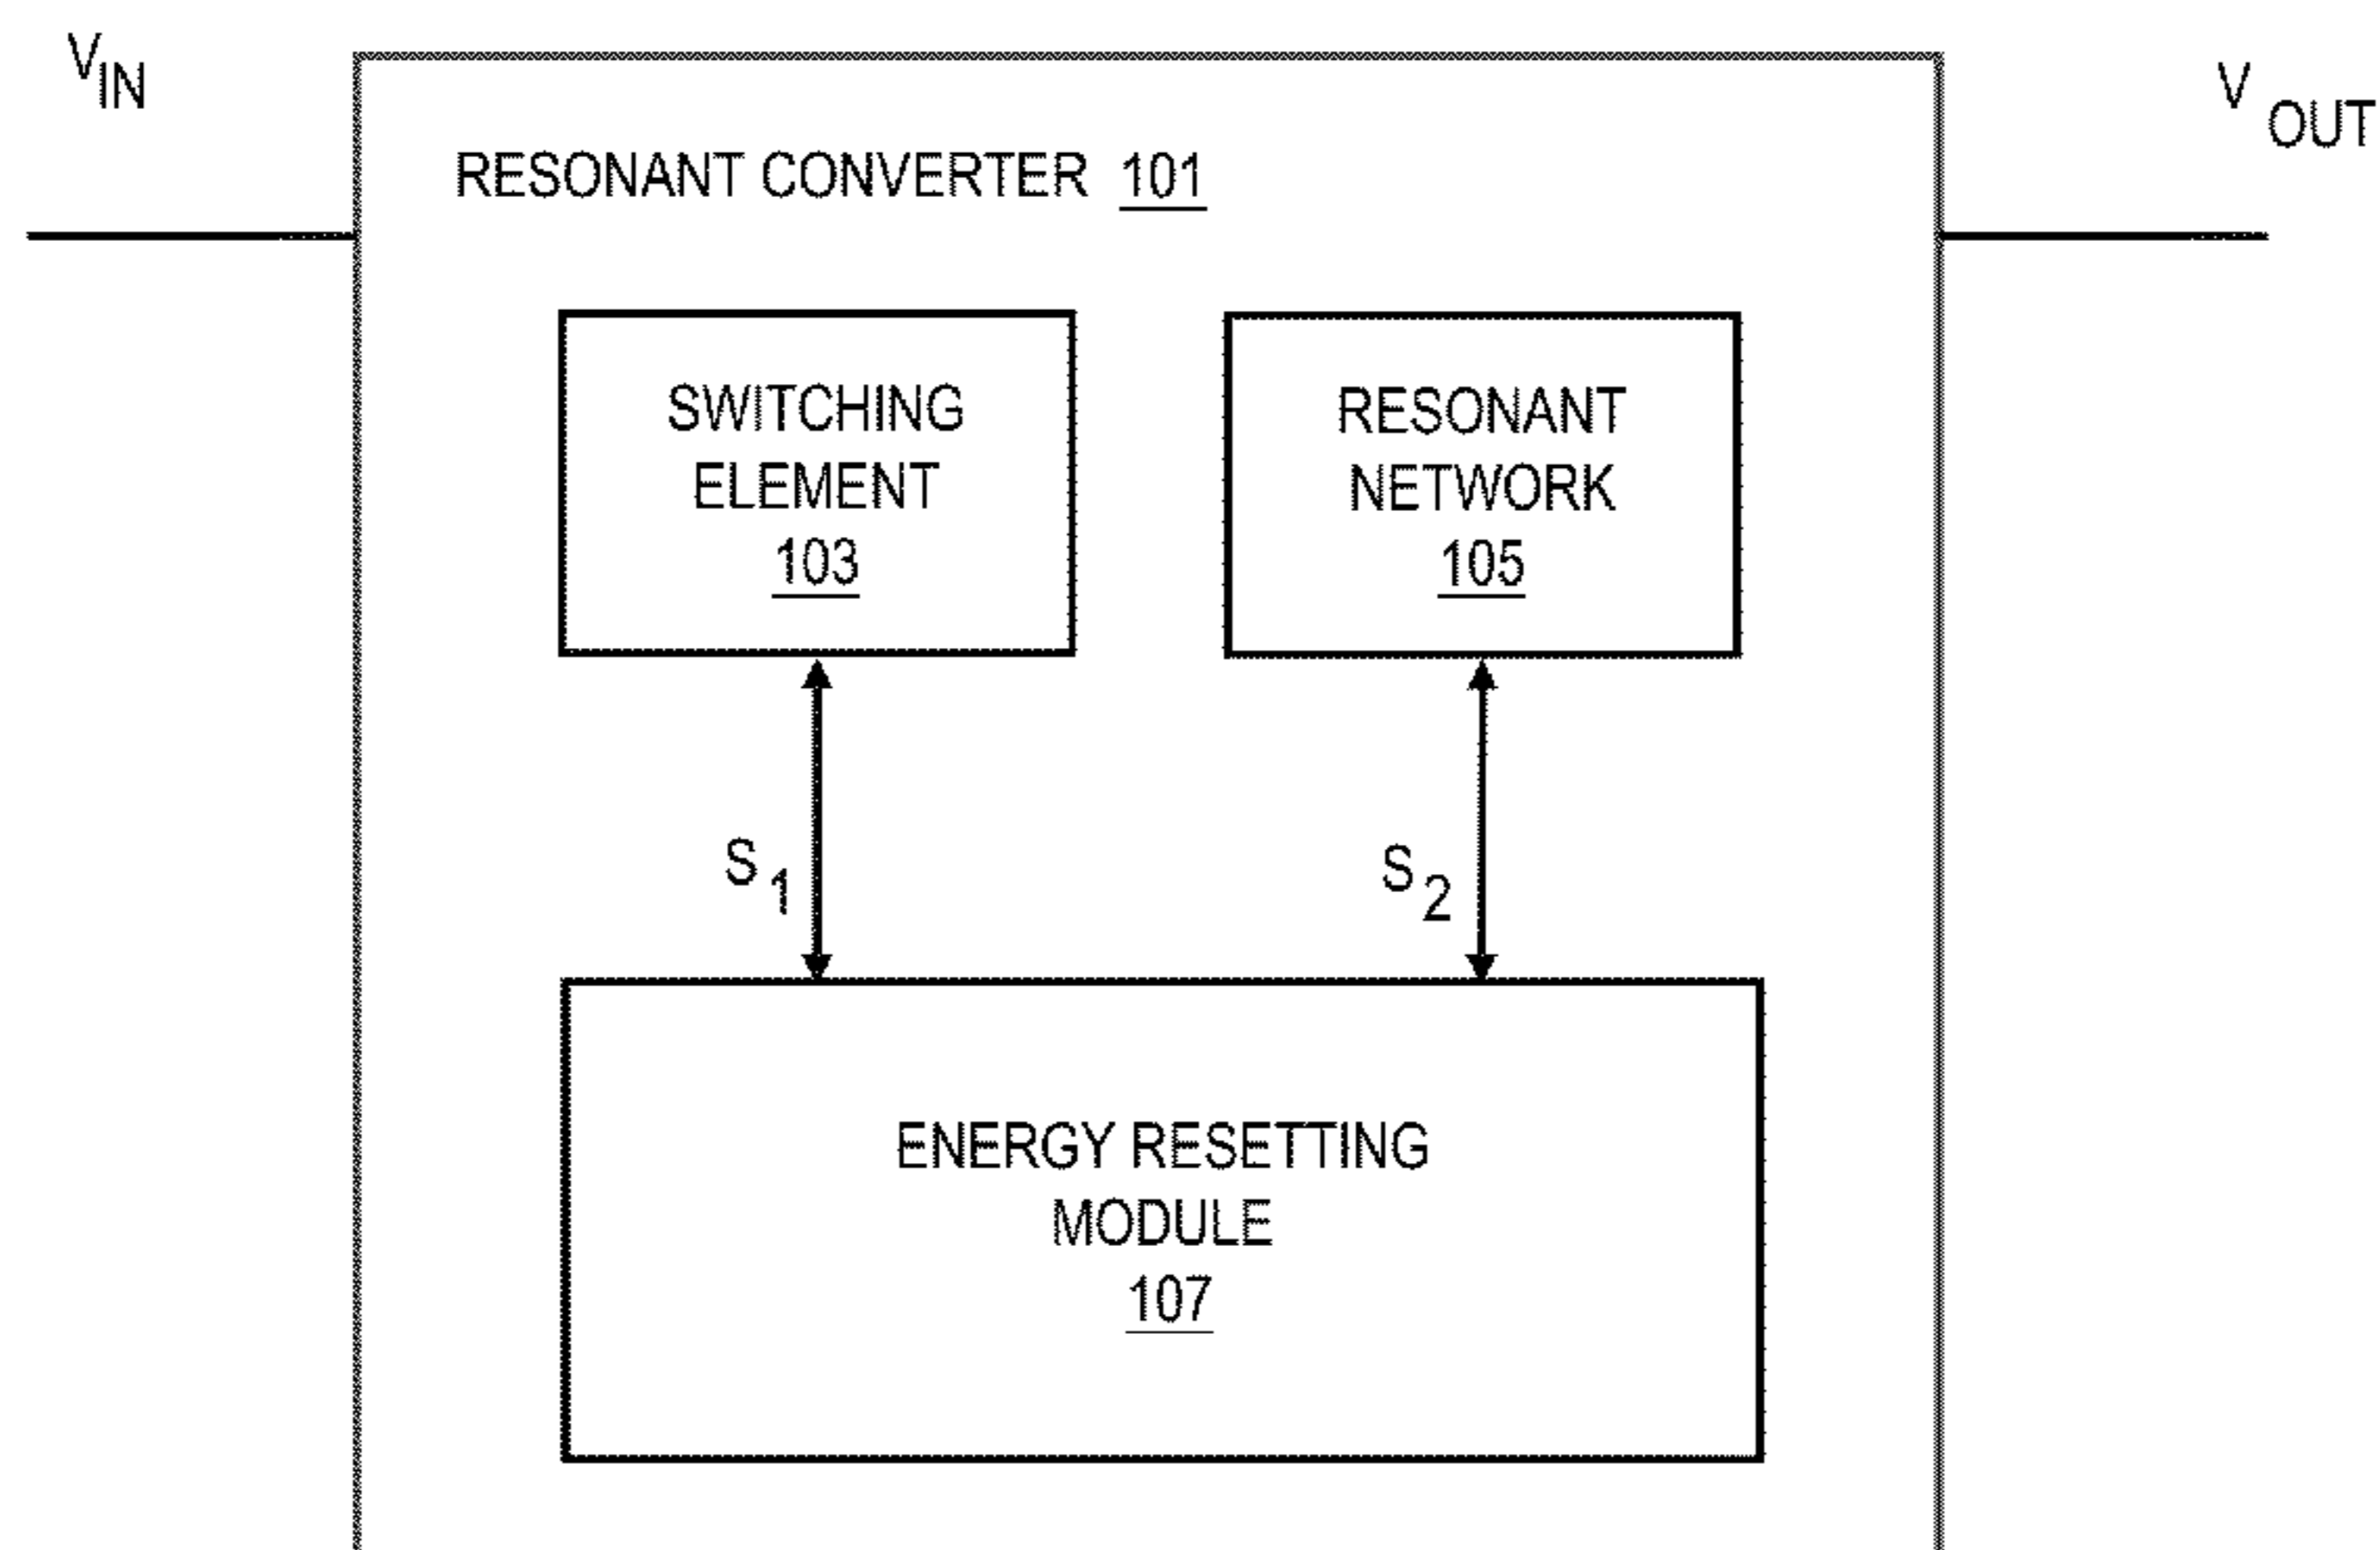 VIN
VOUT
RESONANT CONVERTER 101
SWITCHING
ELEMENT
103
RESONANT
NETWORK
105
S1
S2
ENERGY RESETTING
MODULE
107